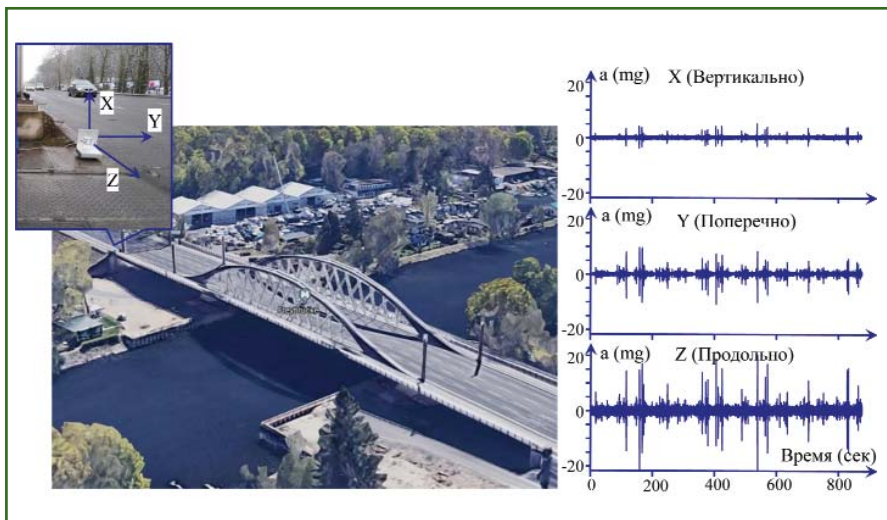 X
Y
Z
20
a (mg)
X (Вертикально)
0
-20
20
a (mg)
Y (Поперечно)
0
-20
20
a (mg)
Z (Продольно)
0
Время (сек)
-20
0
200
400
600
800